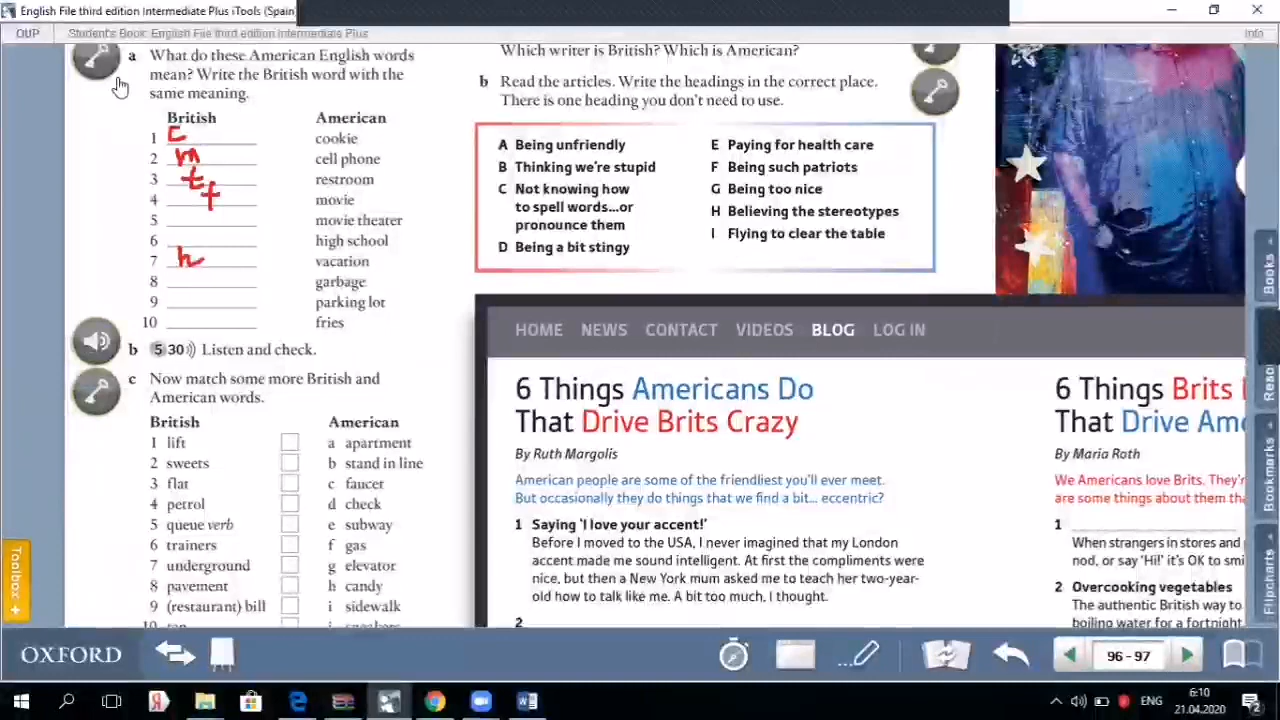 English File third edition Intermediate Plus iTools (Spain)
OUP
Student's Book: English File third edition Intermediate Plus
Info
a What do these American English words
mean? Write the British word with the
same meaning.
British American
1 c cookie
2 m cell phone
3 t restroom
4 f movie
5 movie theater
6 high school
7 h vacation
8 garbage
9 parking lot
10 fries
b 5 30 Listen and check.
c Now match some more British and
American words.
British American
1 lift a apartment
2 sweets b stand in line
3 flat c faucet
4 petrol d check
5 queue verb e subway
6 trainers f gas
7 underground g elevator
8 pavement h candy
9 (restaurant) bill i sidewalk
10 tap j sneakers
Which writer is British? Which is American?
b Read the articles. Write the headings in the correct place.
There is one heading you don't need to use.
A Being unfriendly
B Thinking we're stupid
C Not knowing how
to spell words...or
pronounce them
D Being a bit stingy
E Paying for health care
F Being such patriots
G Being too nice
H Believing the stereotypes
I Flying to clear the table
HOME NEWS CONTACT VIDEOS BLOG LOG IN
6 Things Americans Do
That Drive Brits Crazy
By Ruth Margolis
American people are some of the friendliest you'll ever meet.
But occasionally they do things that we find a bit... eccentric?
1 Saying 'I love your accent!'
Before I moved to the USA, I never imagined that my London
accent made me sound intelligent. At first the compliments were
nice, but then a New York mum asked me to teach her two-year-
old how to talk like me. A bit too much, I thought.
2
6 Things Brits
That Drive Ame
By Maria Roth
We Americans love Brits. They'r
are some things about them tha
1
When strangers in stores and
nod, or say 'Hi!' it's OK to smi
2 Overcooking vegetables
The authentic British way to
boiling water for a fortnight
Books
Bookmarks
Flipcharts
Toolbox +
OXFORD
96 - 97
ENG
6:10
21.04.2020
2